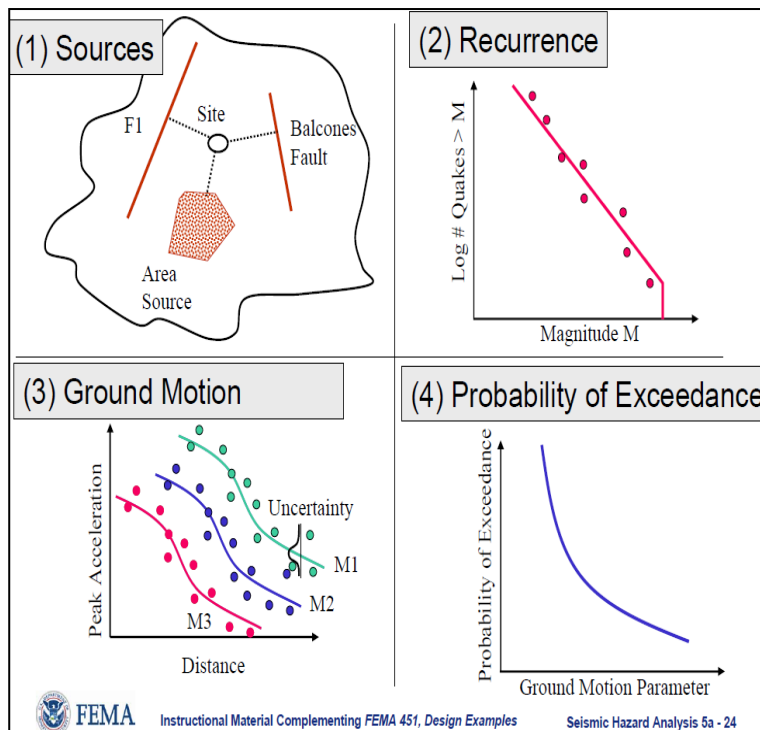 (1) Sources
F1
Site
Balcones
Fault
Area
Source
(2) Recurrence
Log # Quakes > M
Magnitude M
(3) Ground Motion
Peak Acceleration
Uncertainty
M1
M2
M3
Distance
(4) Probability of Exceedance
Probability of Exceedance
Ground Motion Parameter
FEMA
Instructional Material Complementing FEMA 451, Design Examples
Seismic Hazard Analysis 5a - 24